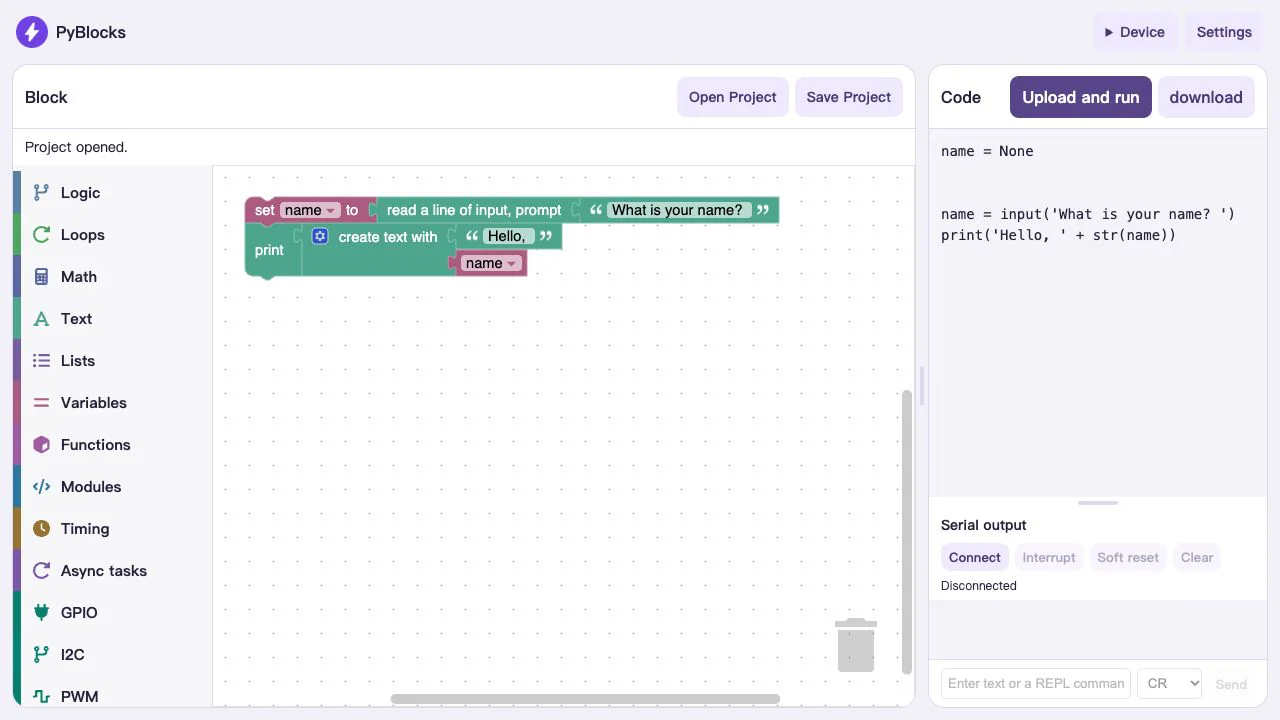 PyBlocks
Device
Settings
Block
Open Project
Save Project
Code
Upload and run
download
Project opened.
Logic
Loops
Math
Text
Lists
Variables
Functions
Modules
Timing
Async tasks
GPIO
I2C
PWM
set name to read a line of input, prompt “ What is your name? ”
print create text with “ Hello, ”
name
name = None
name = input('What is your name? ')
print('Hello, ' + str(name))
Serial output
Connect
Interrupt
Soft reset
Clear
Disconnected
Enter text or a REPL comman
CR
Send